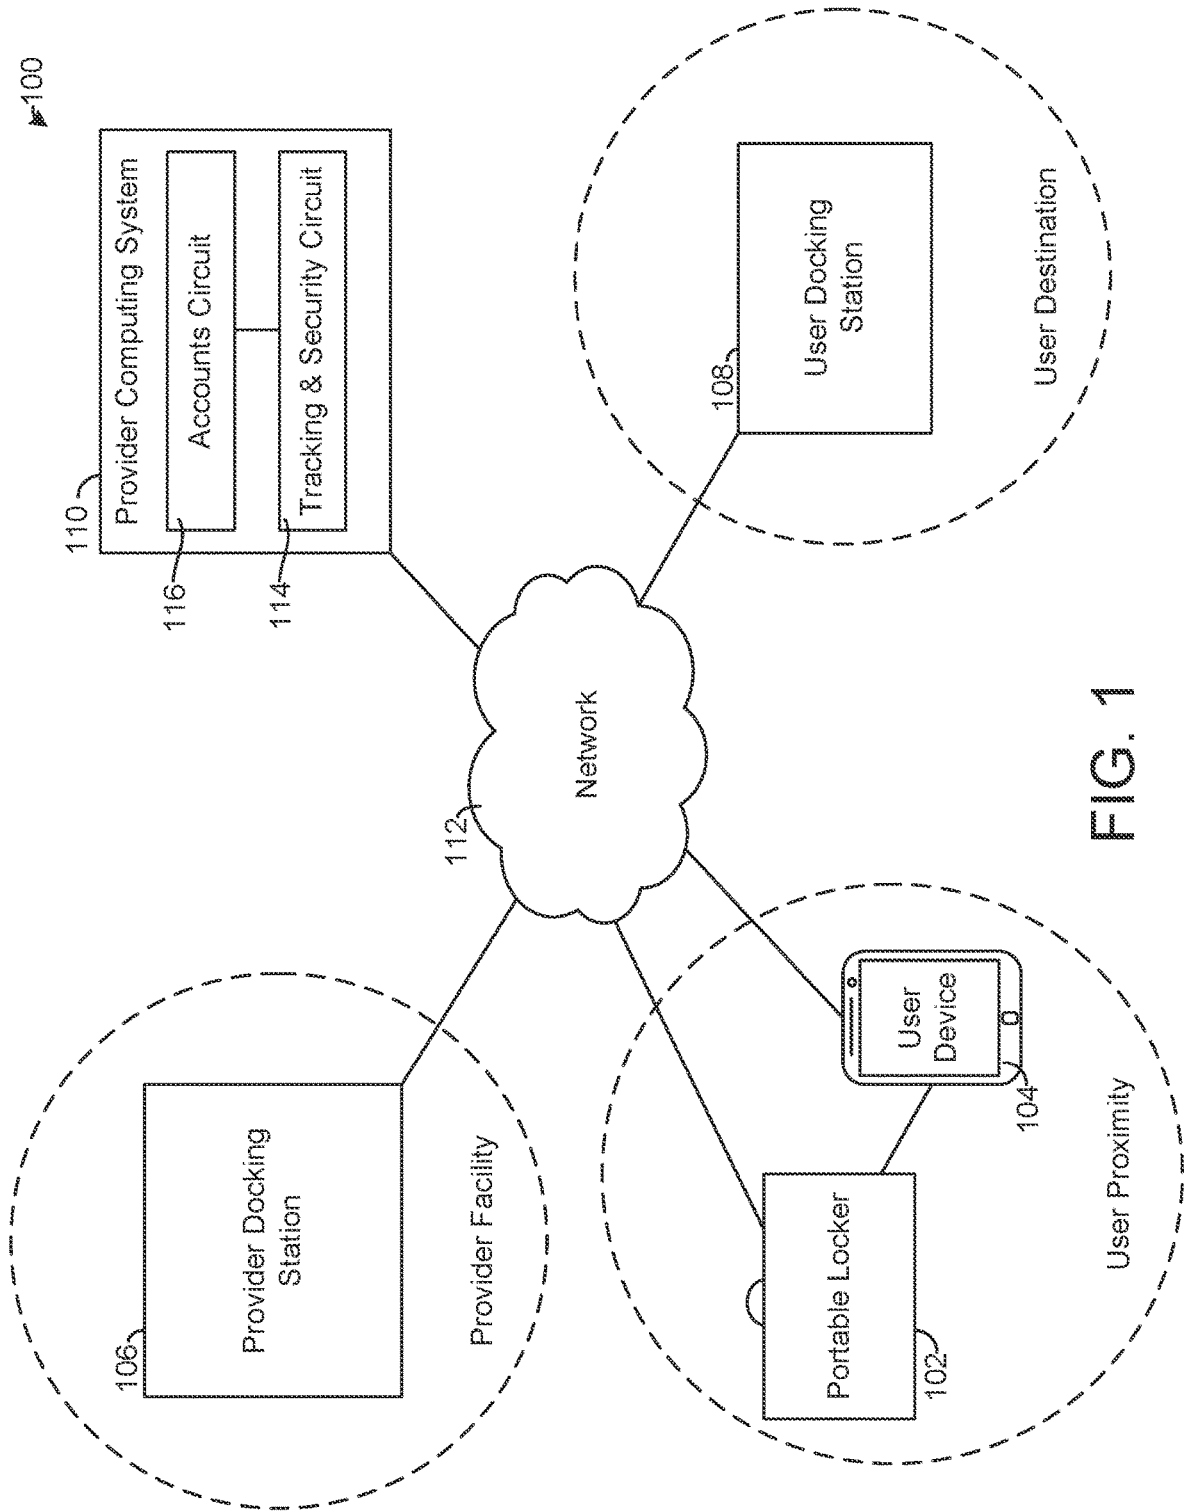 100
110
Provider Computing System
116
Accounts Circuit
114
Tracking & Security Circuit
106
Provider Docking
Station
Provider Facility
112
Network
108
User Docking
Station
User Destination
Portable Locker
102
User
Device
104
User Proximity
FIG. 1